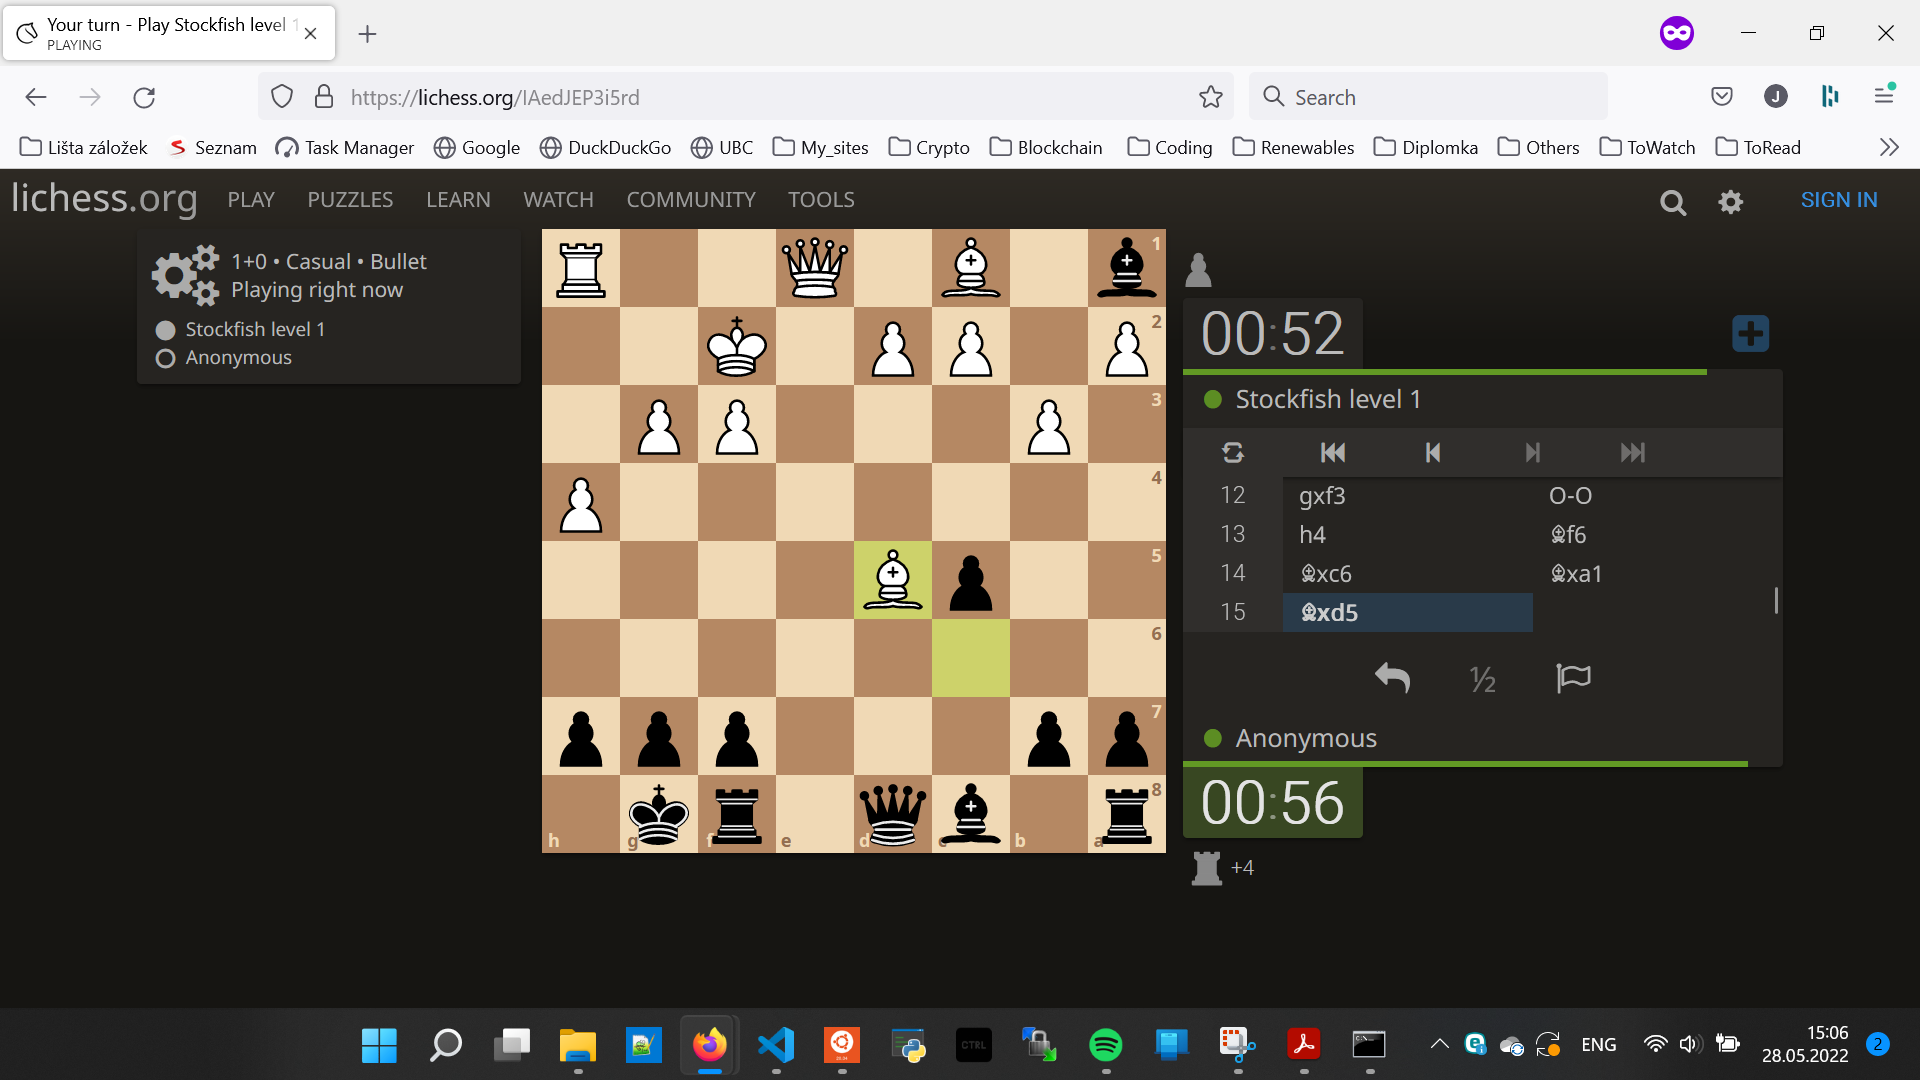 Your turn - Play Stockfish level 1
PLAYING
https://lichess.org/IAedJEP3i5rd
Search
J
Lišta záložek
Seznam
Task Manager
Google
DuckDuckGo
UBC
My_sites
Crypto
Blockchain
Coding
Renewables
Diplomka
Others
ToWatch
ToRead
lichess.org
PLAY
PUZZLES
LEARN
WATCH
COMMUNITY
TOOLS
SIGN IN
1+0 • Casual • Bullet
Playing right now
Stockfish level 1
Anonymous
1
2
3
4
5
6
7
8
h
g
f
e
d
c
b
a
00:52
Stockfish level 1
12 gxf3 O-O
13 h4 ♗f6
14 ♗xc6 ♗xa1
15 ♗xd5
½
Anonymous
00:56
+4
CTRL
ENG
15:06
28.05.2022
2